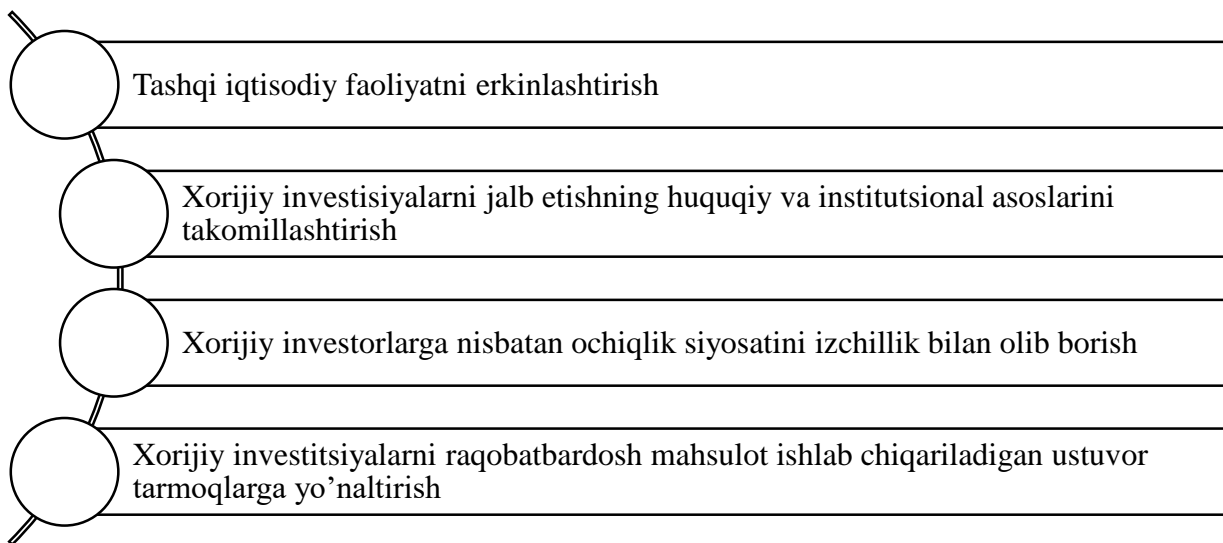 Tashqi iqtisodiy faoliyatni erkinlashtirish
Xorijiy investisiyalarni jalb etishning huquqiy va institutsional asoslarini
takomillashtirish
Xorijiy investorlarga nisbatan ochiqlik siyosatini izchillik bilan olib borish
Xorijiy investitsiyalarni raqobatbardosh mahsulot ishlab chiqariladigan ustuvor
tarmoqlarga yo’naltirish